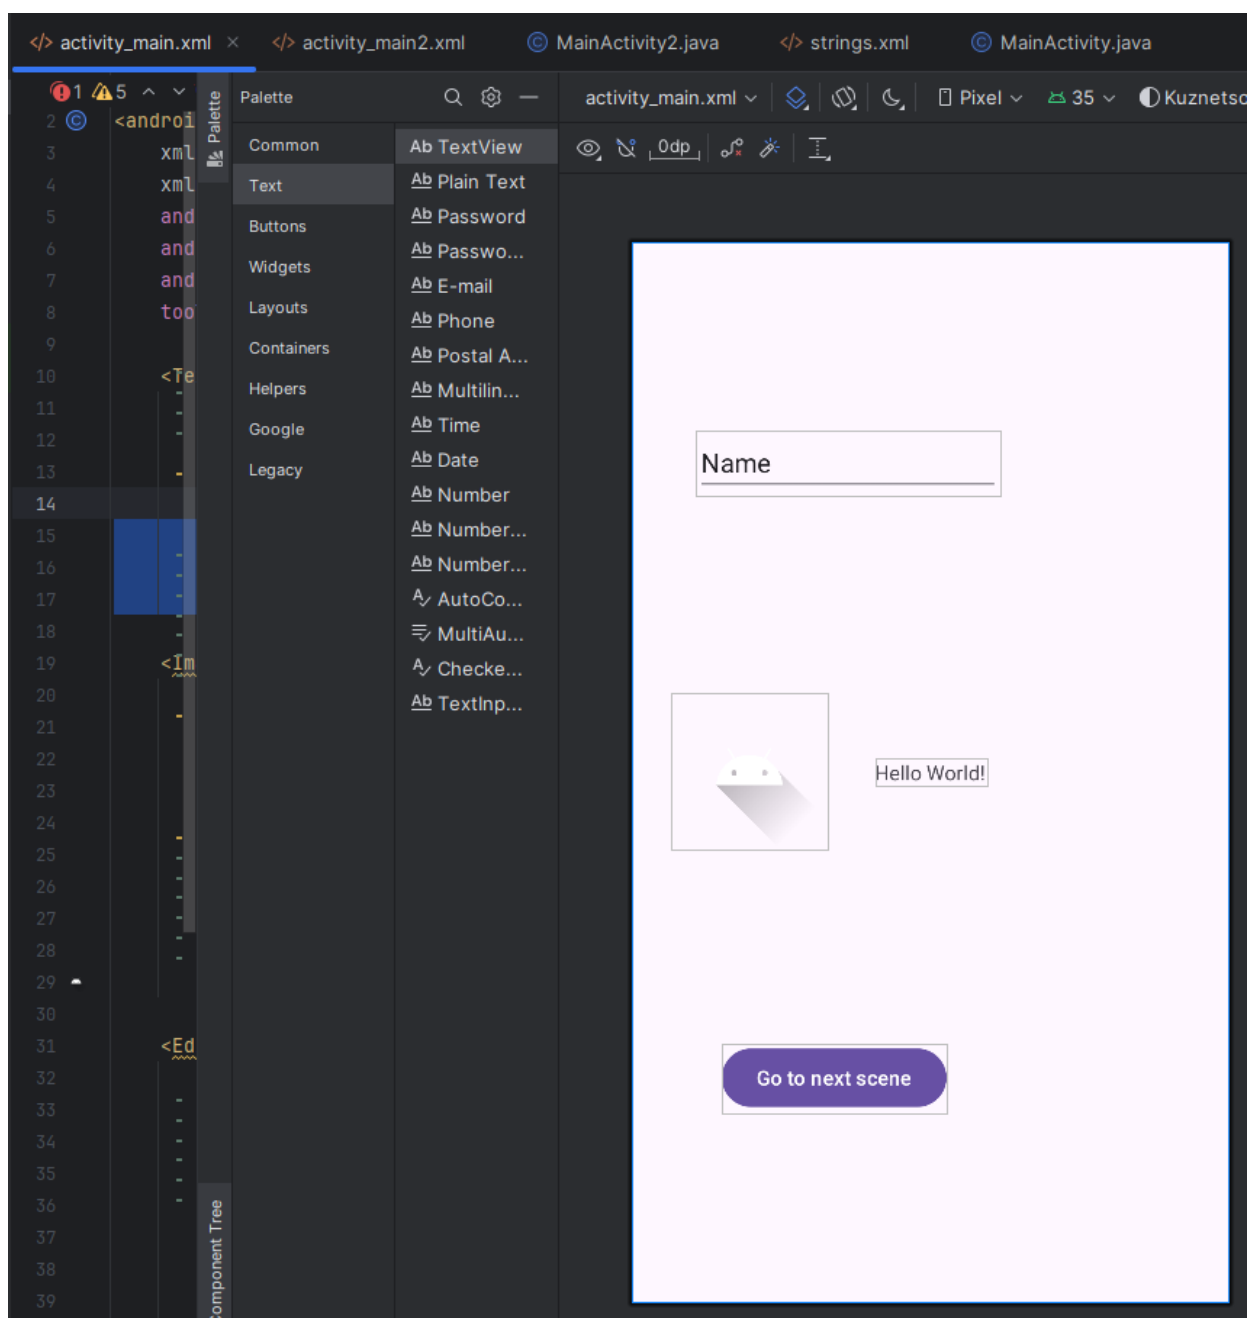 activity_main.xml
activity_main2.xml
MainActivity2.java
strings.xml
MainActivity.java
1 5
Palette
Palette
activity_main.xml
Pixel
35
Kuznetso
2 <androi
3 xml
4 xml
5 and
6 and
7 and
8 too
9
10 <Te
11
12
13
14
15
16
17
18
19 <Im
20
21
22
23
24
25
26
27
28
29
30
31 <Ed
32
33
34
35
36
37
38
39
Component Tree
Common
Text
Buttons
Widgets
Layouts
Containers
Helpers
Google
Legacy
Ab TextView
Ab Plain Text
Ab Password
Ab Passwo...
Ab E-mail
Ab Phone
Ab Postal A...
Ab Multilin...
Ab Time
Ab Date
Ab Number
Ab Number...
Ab Number...
AutoCo...
MultiAu...
Checke...
Ab TextInp...
0dp
Name
Hello World!
Go to next scene